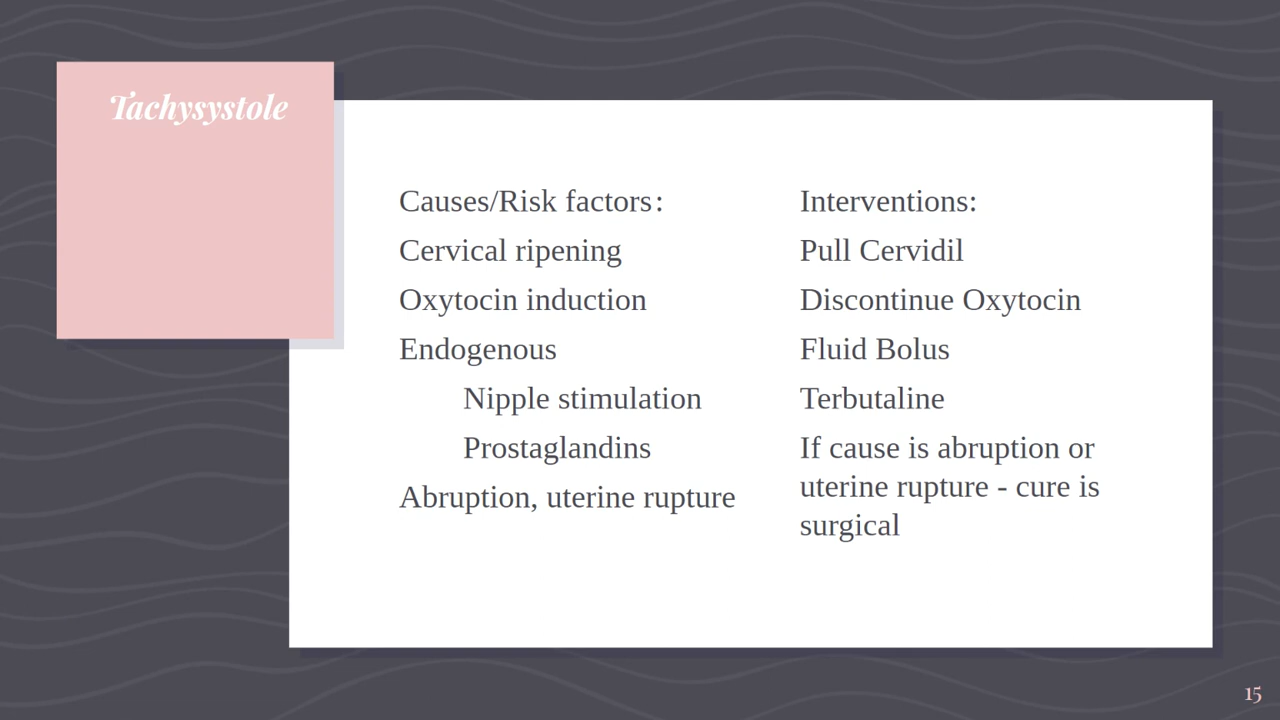 Tachysystole
Causes/Risk factors:
Cervical ripening
Oxytocin induction
Endogenous
Nipple stimulation
Prostaglandins
Abruption, uterine rupture
Interventions:
Pull Cervidil
Discontinue Oxytocin
Fluid Bolus
Terbutaline
If cause is abruption or
uterine rupture - cure is
surgical
15